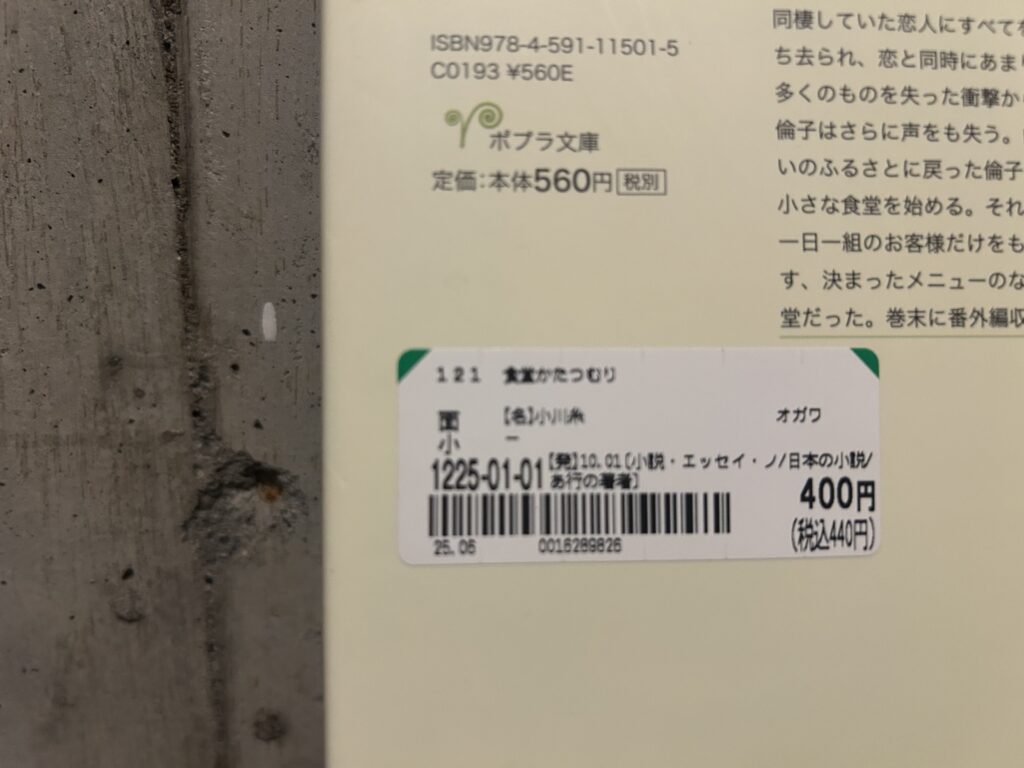 ISBN978-4-591-11501-5
C0193 ¥560E
ポプラ文庫
定価:本体560円 税別
同棲していた恋人にすべて
ち去られ、恋と同時にあま
多くのものを失った衝撃か
倫子はさらに声をも失う。
いのふるさとに戻った倫子
小さな食堂を始める。それ
一日一組のお客様だけをも
す、決まったメニューのな
堂だった。巻末に番外編収
121 食堂かたつむり
面 【名】小川糸 オガワ
小 ー
1225-01-01 【発】10.01〔小説・エッセイ・ノ/日本の小説/
あ行の著者〕
400円
(税込440円)
25.06 0016289826